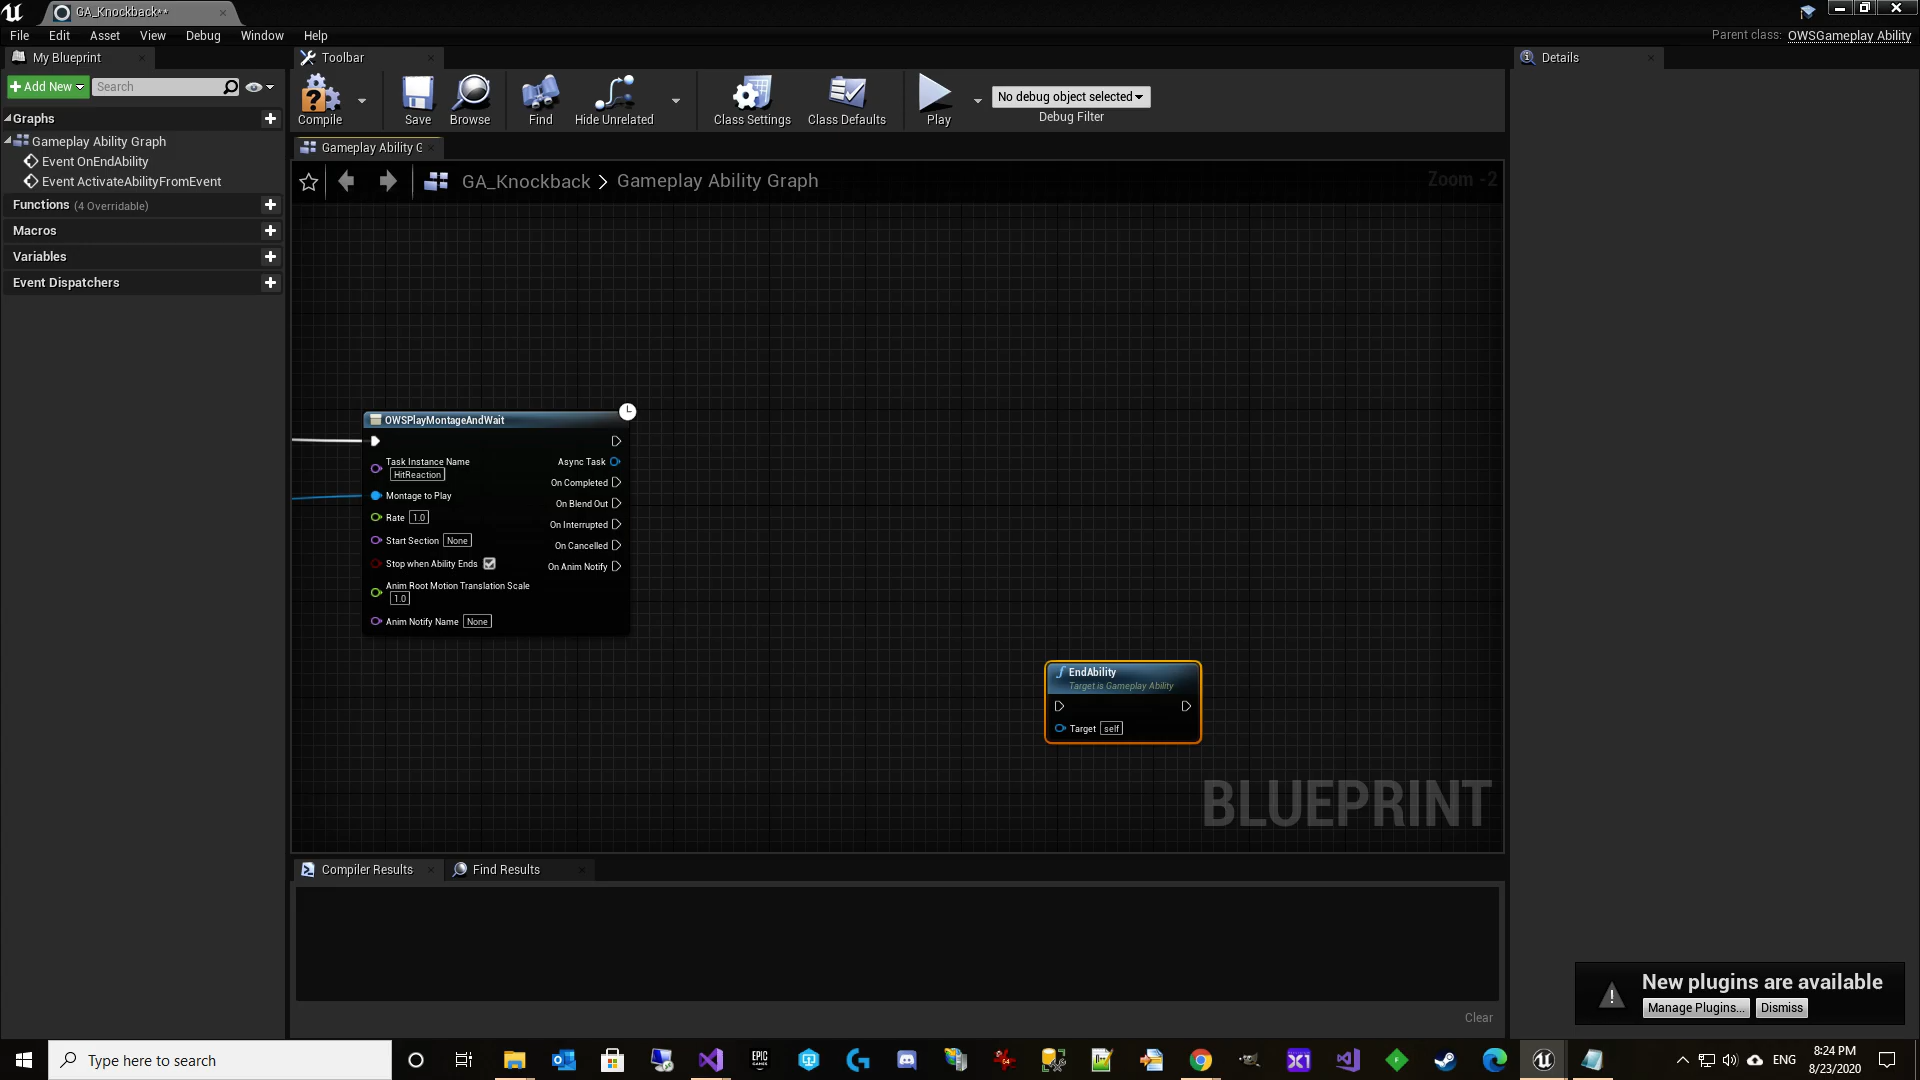 GA_Knockback**
File Edit Asset View Debug Window Help
Parent class: OWSGameplay Ability
My Blueprint
Toolbar
Details
Add New
Search
Compile
Save
Browse
Find
Hide Unrelated
Class Settings
Class Defaults
Play
No debug object selected
Debug Filter
Graphs
Gameplay Ability Graph
Event OnEndAbility
Event ActivateAbilityFromEvent
Functions (4 Overridable)
Macros
Variables
Event Dispatchers
Gameplay Ability G
GA_Knockback > Gameplay Ability Graph
Zoom -2
OWSPlayMontageAndWait
Task Instance Name
HitReaction
Montage to Play
Rate 1.0
Start Section None
Stop when Ability Ends
Anim Root Motion Translation Scale
1.0
Anim Notify Name None
Async Task
On Completed
On Blend Out
On Interrupted
On Cancelled
On Anim Notify
EndAbility
Target is Gameplay Ability
Target self
BLUEPRINT
Compiler Results
Find Results
Clear
New plugins are available
Manage Plugins...
Dismiss
Type here to search
EPIC
GAMES
X1
ENG
8:24 PM
8/23/2020